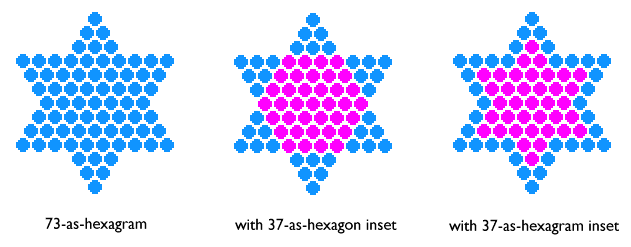 73-as-hexagram
with 37-as-hexagon inset
with 37-as-hexagram inset